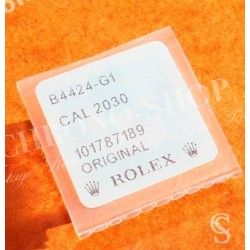 B4424-G1
CAL 2030
101787189
ORIGINAL
ROLEX